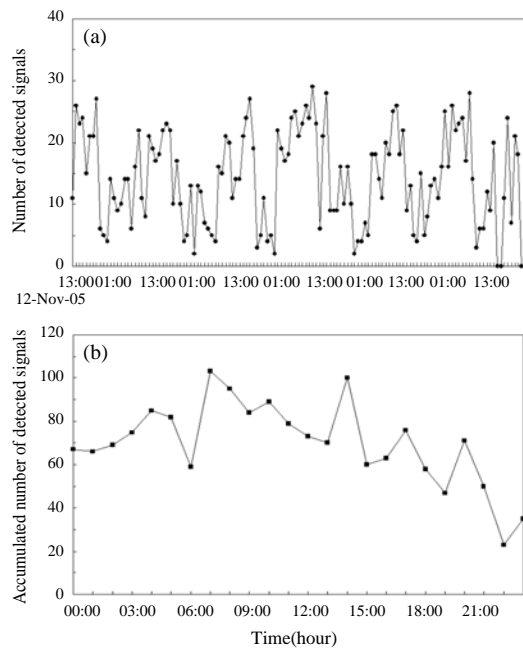 (a)
Number of detected signals
40
30
20
10
0
13:00 01:00 13:00 01:00 13:00 01:00 13:00 01:00 13:00 01:00 13:00
12-Nov-05
(b)
Accumulated number of detected signals
120
100
80
60
40
20
0
00:00 03:00 06:00 09:00 12:00 15:00 18:00 21:00
Time(hour)